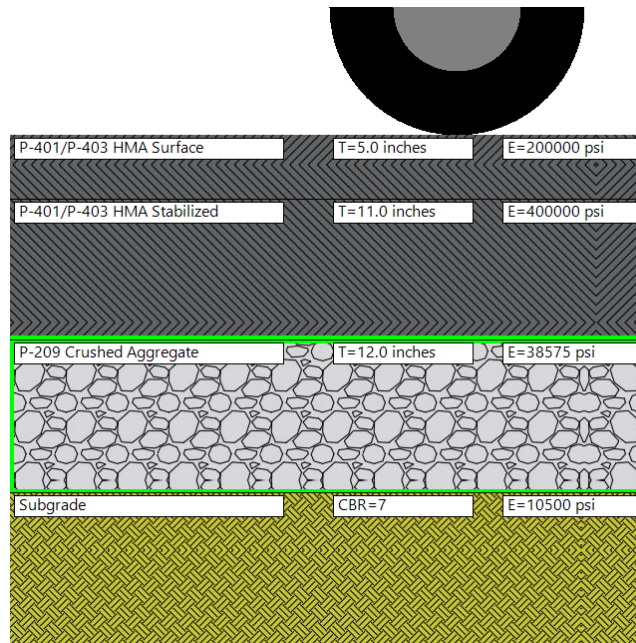 P-401/P-403 HMA Surface T=5.0 inches E=200000 psi
P-401/P-403 HMA Stabilized T=11.0 inches E=400000 psi
P-209 Crushed Aggregate T=12.0 inches E=38575 psi
Subgrade CBR=7 E=10500 psi